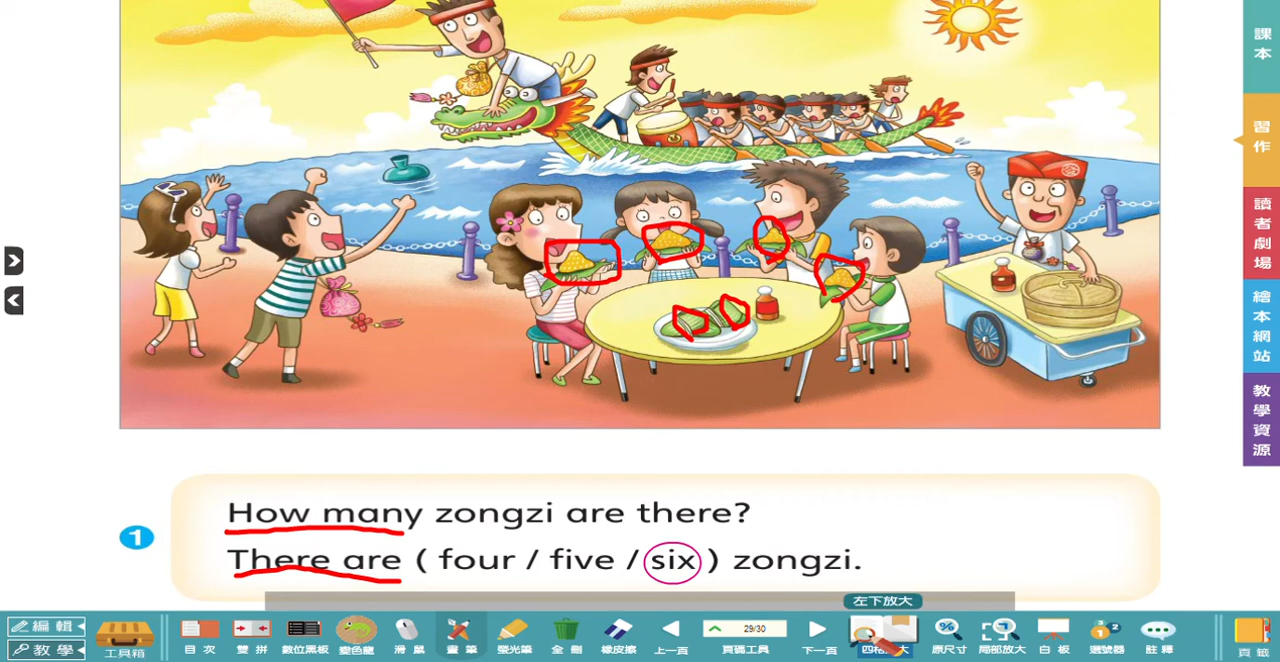 How many zongzi are there?
1
There are ( four / five / six ) zongzi.
課本
習作
讀者劇場
繪本網站
教學資源
左下放大
編輯
教學
工具箱
目次
雙拼
數位黑板
變色龍
滑鼠
畫筆
螢光筆
全刪
橡皮擦
上一頁
29/30
頁碼工具
下一頁
原尺寸
局部放大
白板
選號器
註釋
頁籤